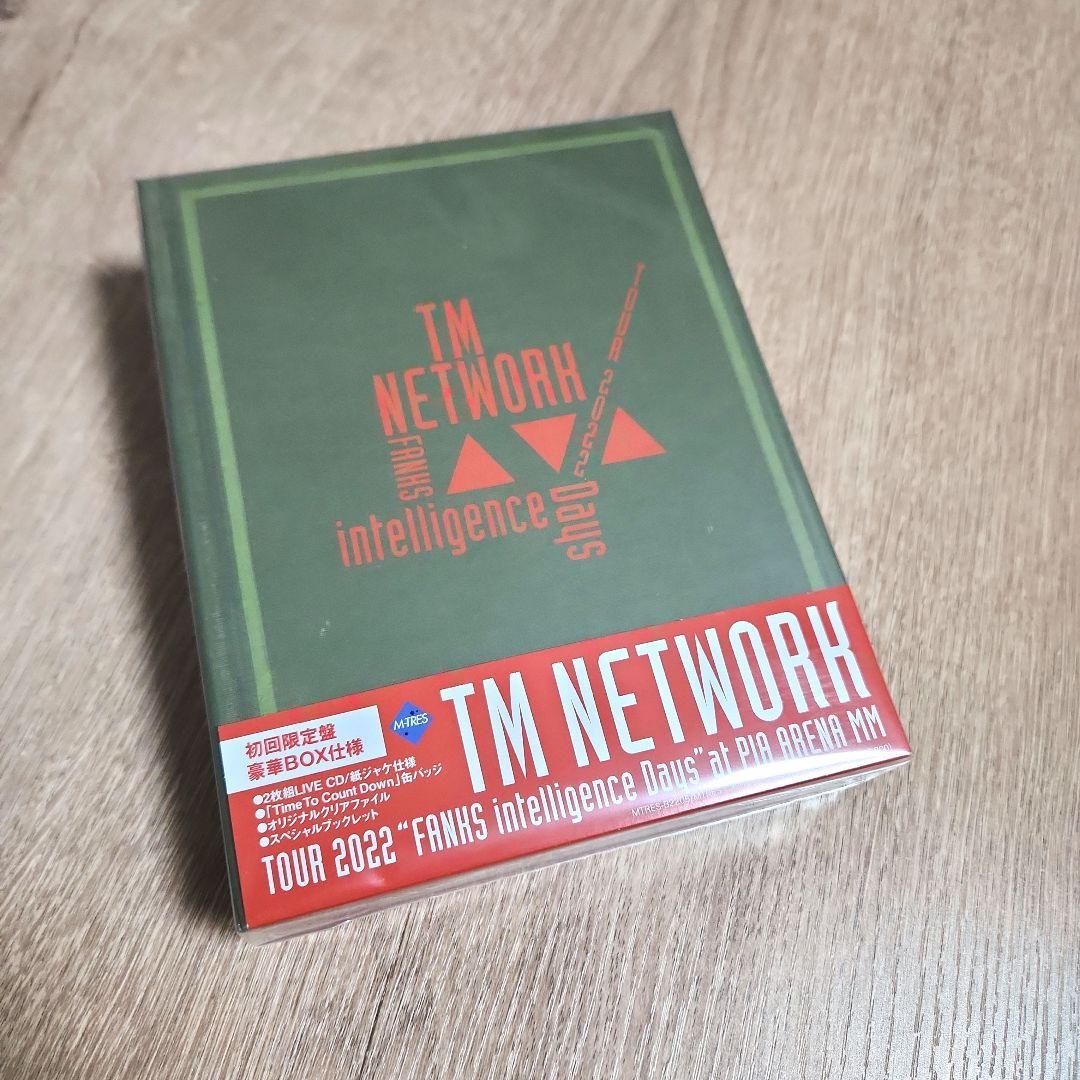 TM
NETWORK
FANKS
intelligence
Days
TOUR 2022
初回限定盤
豪華BOX仕様
M-TRES
TM NETWORK
●2枚組LIVE CD/紙ジャケ仕様
●「Time To Count Down」缶バッジ
●オリジナルクリアファイル
●スペシャルブックレット
TOUR 2022 “FANKS intelligence Days” at PIA ARENA MM